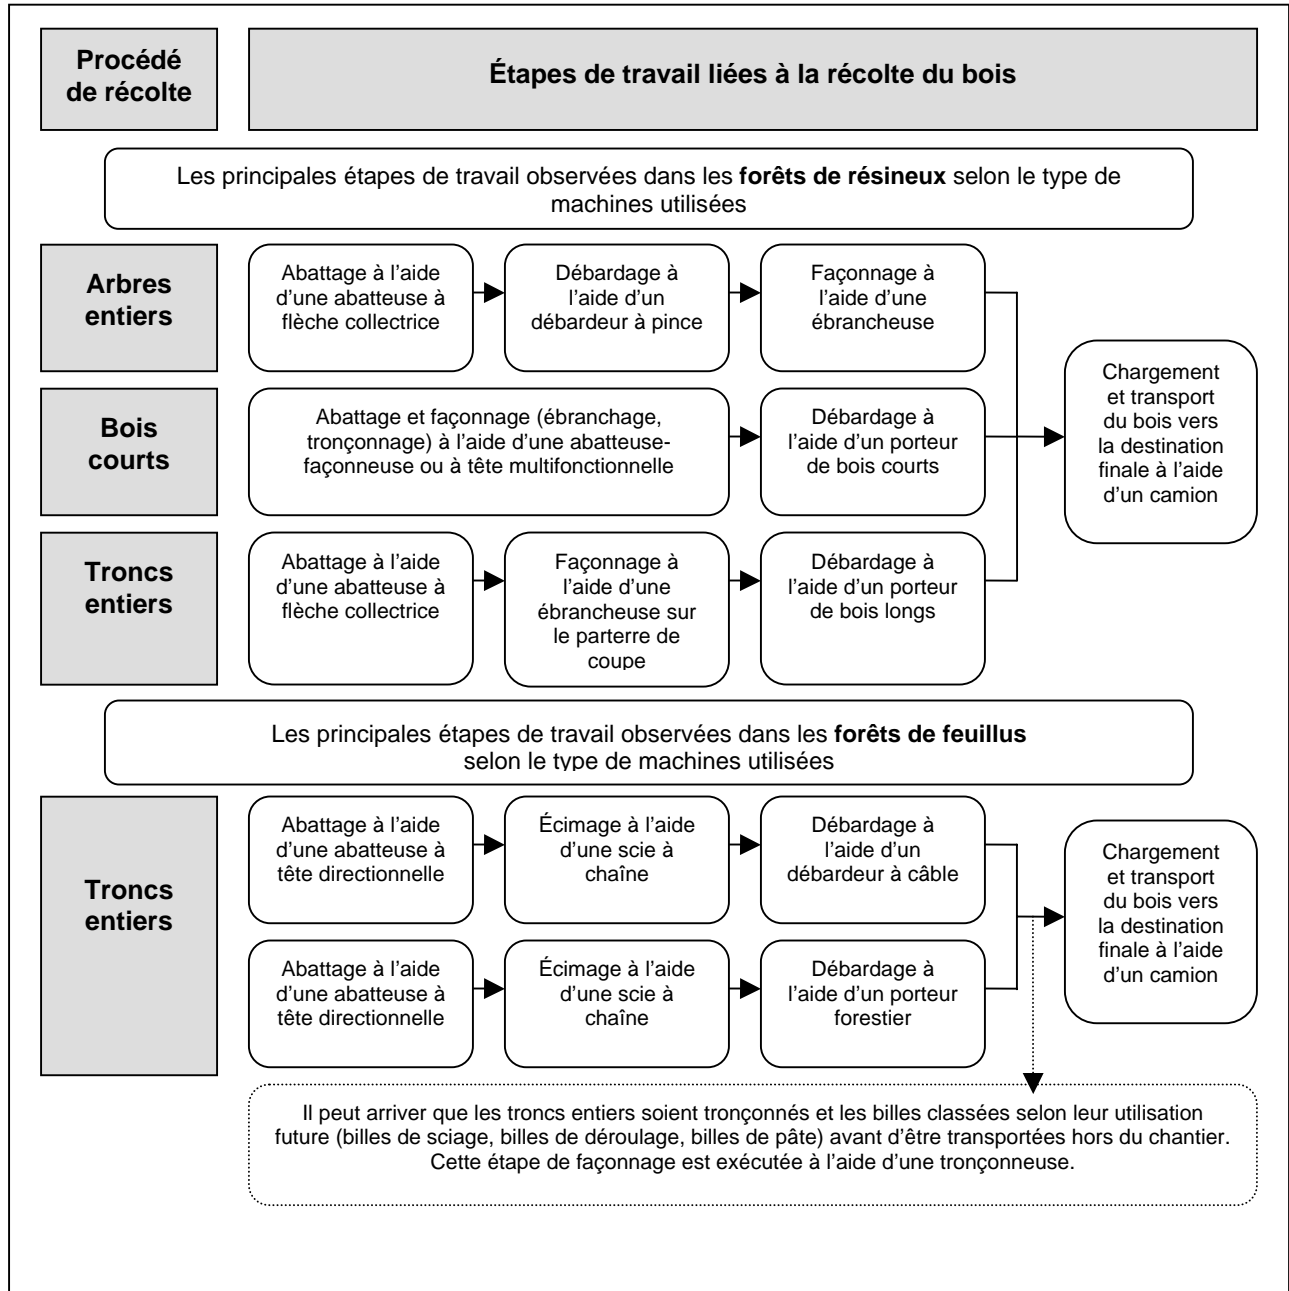 Procédé
de récolte
Étapes de travail liées à la récolte du bois
Les principales étapes de travail observées dans les forêts de résineux selon le type de
machines utilisées
Arbres
entiers
Abattage à l’aide
d’une abatteuse à
flèche collectrice
Débardage à
l’aide d’un
débardeur à pince
Façonnage à
l’aide d’une
ébrancheuse
Bois
courts
Abattage et façonnage (ébranchage,
tronçonnage) à l’aide d’une abatteuse-
façonneuse ou à tête multifonctionnelle
Débardage à
l’aide d’un porteur
de bois courts
Troncs
entiers
Abattage à l’aide
d’une abatteuse à
flèche collectrice
Façonnage à
l’aide d’une
ébrancheuse sur
le parterre de
coupe
Débardage à
l’aide d’un porteur
de bois longs
Chargement
et transport
du bois vers
la destination
finale à l’aide
d’un camion
Les principales étapes de travail observées dans les forêts de feuillus
selon le type de machines utilisées
Troncs
entiers
Abattage à l’aide
d’une abatteuse à
tête directionnelle
Écimage à l’aide
d’une scie à
chaîne
Débardage à
l’aide d’un
débardeur à câble
Abattage à l’aide
d’une abatteuse à
tête directionnelle
Écimage à l’aide
d’une scie à
chaîne
Débardage à
l’aide d’un porteur
forestier
Chargement
et transport
du bois vers
la destination
finale à l’aide
d’un camion
Il peut arriver que les troncs entiers soient tronçonnés et les billes classées selon leur utilisation
future (billes de sciage, billes de déroulage, billes de pâte) avant d’être transportées hors du chantier.
Cette étape de façonnage est exécutée à l’aide d’une tronçonneuse.